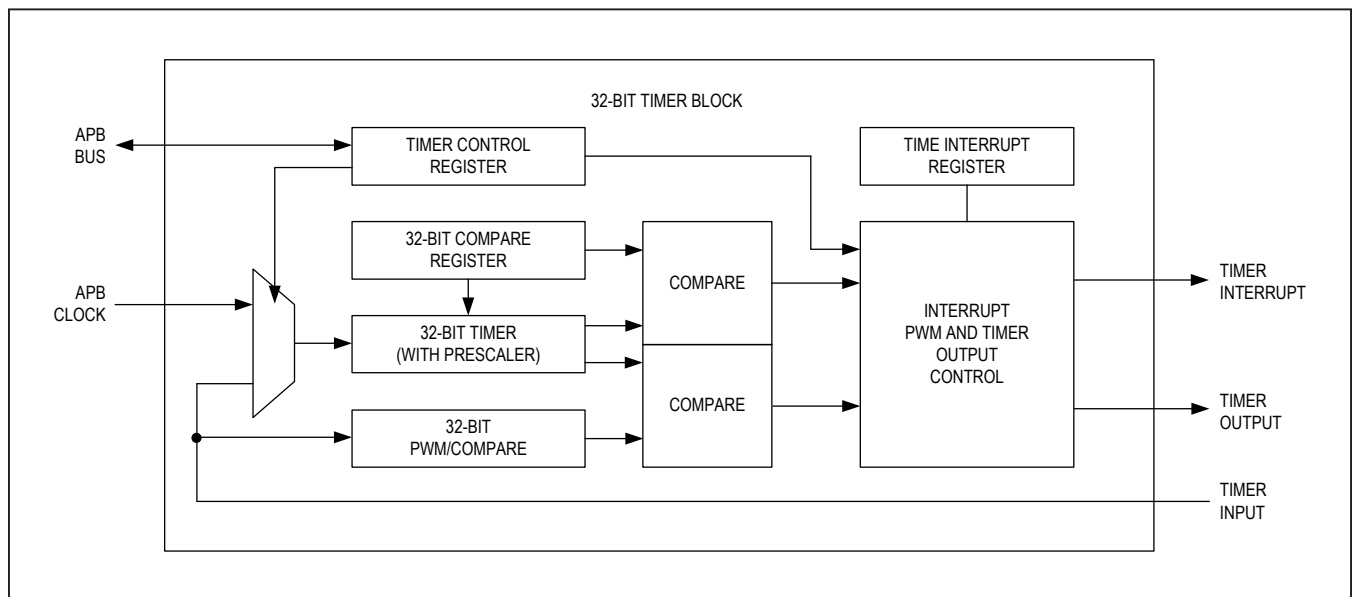 32-BIT TIMER BLOCK
APB
BUS
TIMER CONTROL
REGISTER
TIME INTERRUPT
REGISTER
32-BIT COMPARE
REGISTER
COMPARE
APB
CLOCK
32-BIT TIMER
(WITH PRESCALER)
INTERRUPT
PWM AND TIMER
OUTPUT
CONTROL
TIMER
INTERRUPT
COMPARE
32-BIT
PWM/COMPARE
TIMER
OUTPUT
TIMER
INPUT